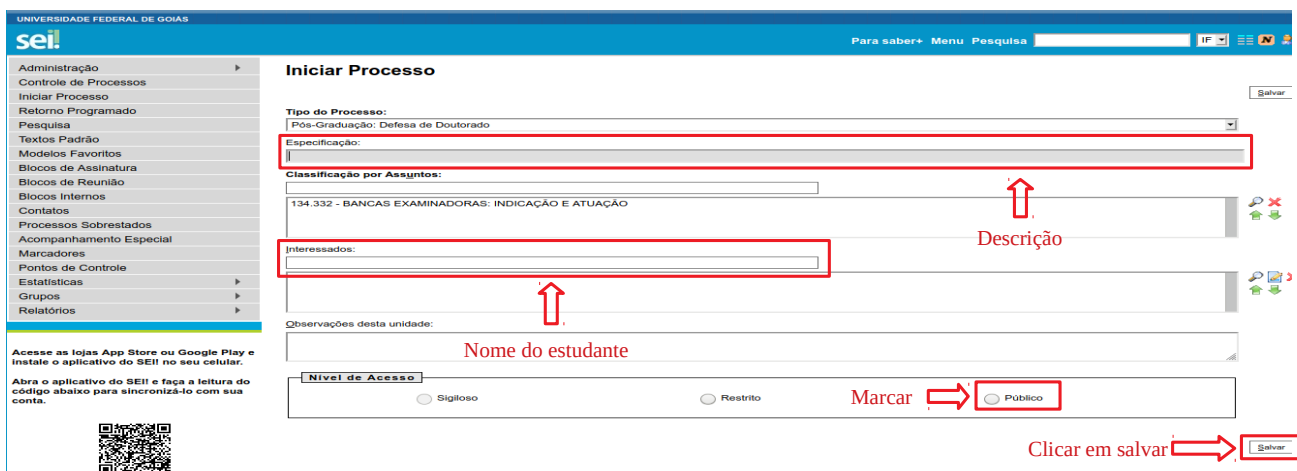 UNIVERSIDADE FEDERAL DE GOIÁS
sei!
Para saber+ Menu Pesquisa
IF
Administração
Controle de Processos
Iniciar Processo
Retorno Programado
Pesquisa
Textos Padrão
Modelos Favoritos
Blocos de Assinatura
Blocos de Reunião
Blocos Internos
Contatos
Processos Sobrestados
Acompanhamento Especial
Marcadores
Pontos de Controle
Estatísticas
Grupos
Relatórios
Acesse as lojas App Store ou Google Play e
instale o aplicativo do SEI! no seu celular.
Abra o aplicativo do SEI! e faça a leitura do
código abaixo para sincronizá-lo com sua
conta.
Iniciar Processo
Salvar
Tipo do Processo:
Pós-Graduação: Defesa de Doutorado
Especificação:
Classificação por Assuntos:
134.332 - BANCAS EXAMINADORAS: INDICAÇÃO E ATUAÇÃO
Descrição
Interessados:
Nome do estudante
Observações desta unidade:
Nível de Acesso
Sigiloso
Restrito
Marcar
Público
Clicar em salvar
Salvar